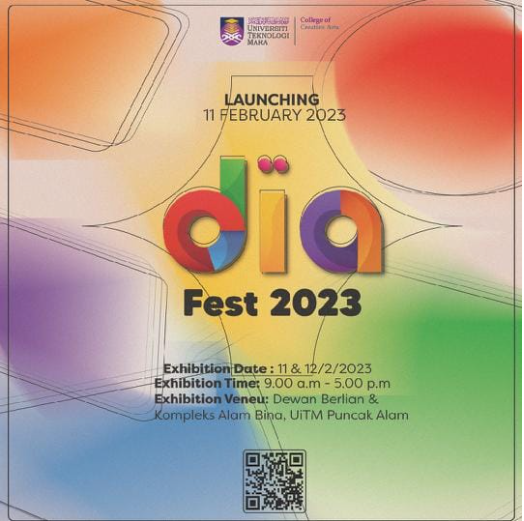 UNIVERSITI
TEKNOLOGI
MARA
College of
Creative Arts
LAUNCHING
11 FEBRUARY 2023
dïa
Fest 2023
Exhibition Date : 11 & 12/2/2023
Exhibition Time: 9.00 a.m - 5.00 p.m
Exhibition Veneu: Dewan Berlian &
Kompleks Alam Bina, UiTM Puncak Alam